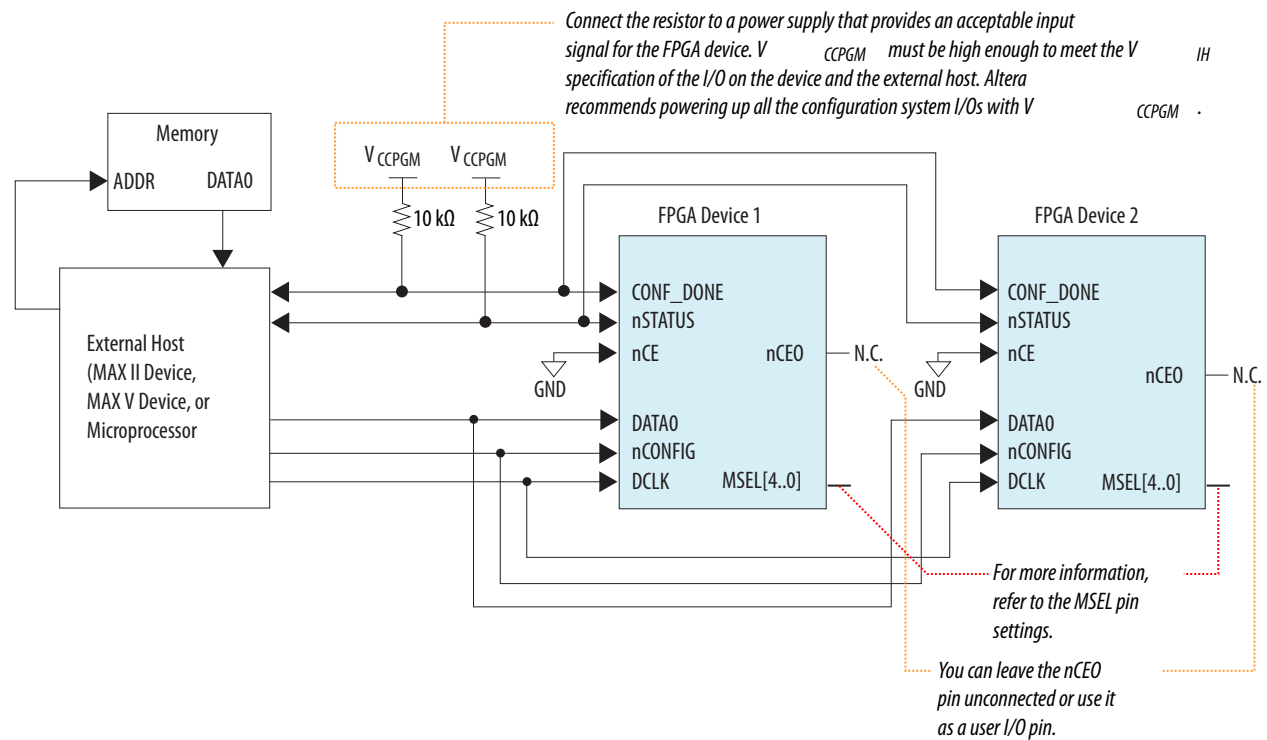 Connect the resistor to a power supply that provides an acceptable input
signal for the FPGA device. V CCPGM must be high enough to meet the V IH
specification of the I/O on the device and the external host. Altera
recommends powering up all the configuration system I/Os with V CCPGM .
Memory
ADDR DATA0
V CCPGM V CCPGM
10 kΩ 10 kΩ
External Host
(MAX II Device,
MAX V Device, or
Microprocessor
FPGA Device 1
CONF_DONE
nSTATUS
nCE nCEO N.C.
GND
DATA0
nCONFIG
DCLK MSEL[4..0]
FPGA Device 2
CONF_DONE
nSTATUS
nCE
nCEO N.C.
GND
DATA0
nCONFIG
DCLK MSEL[4..0]
For more information,
refer to the MSEL pin
settings.
You can leave the nCEO
pin unconnected or use it
as a user I/O pin.